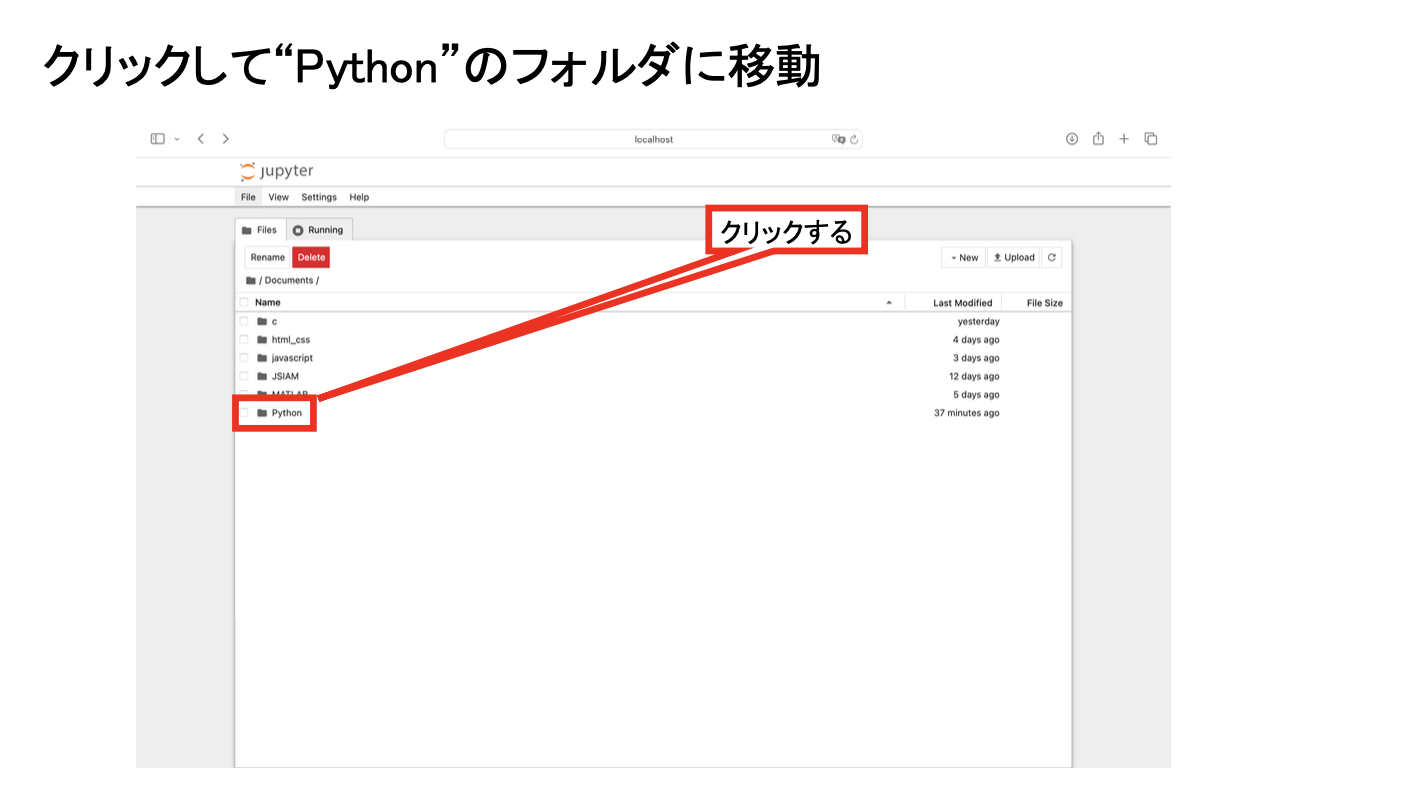 クリックして“Python”のフォルダに移動
localhost
jupyter
File View Settings Help
クリックする
Files Running
Rename Delete New Upload
/ Documents /
Name Last Modified File Size
c yesterday
html_css 4 days ago
javascript 3 days ago
JSIAM 12 days ago
MATLAB 5 days ago
Python 37 minutes ago